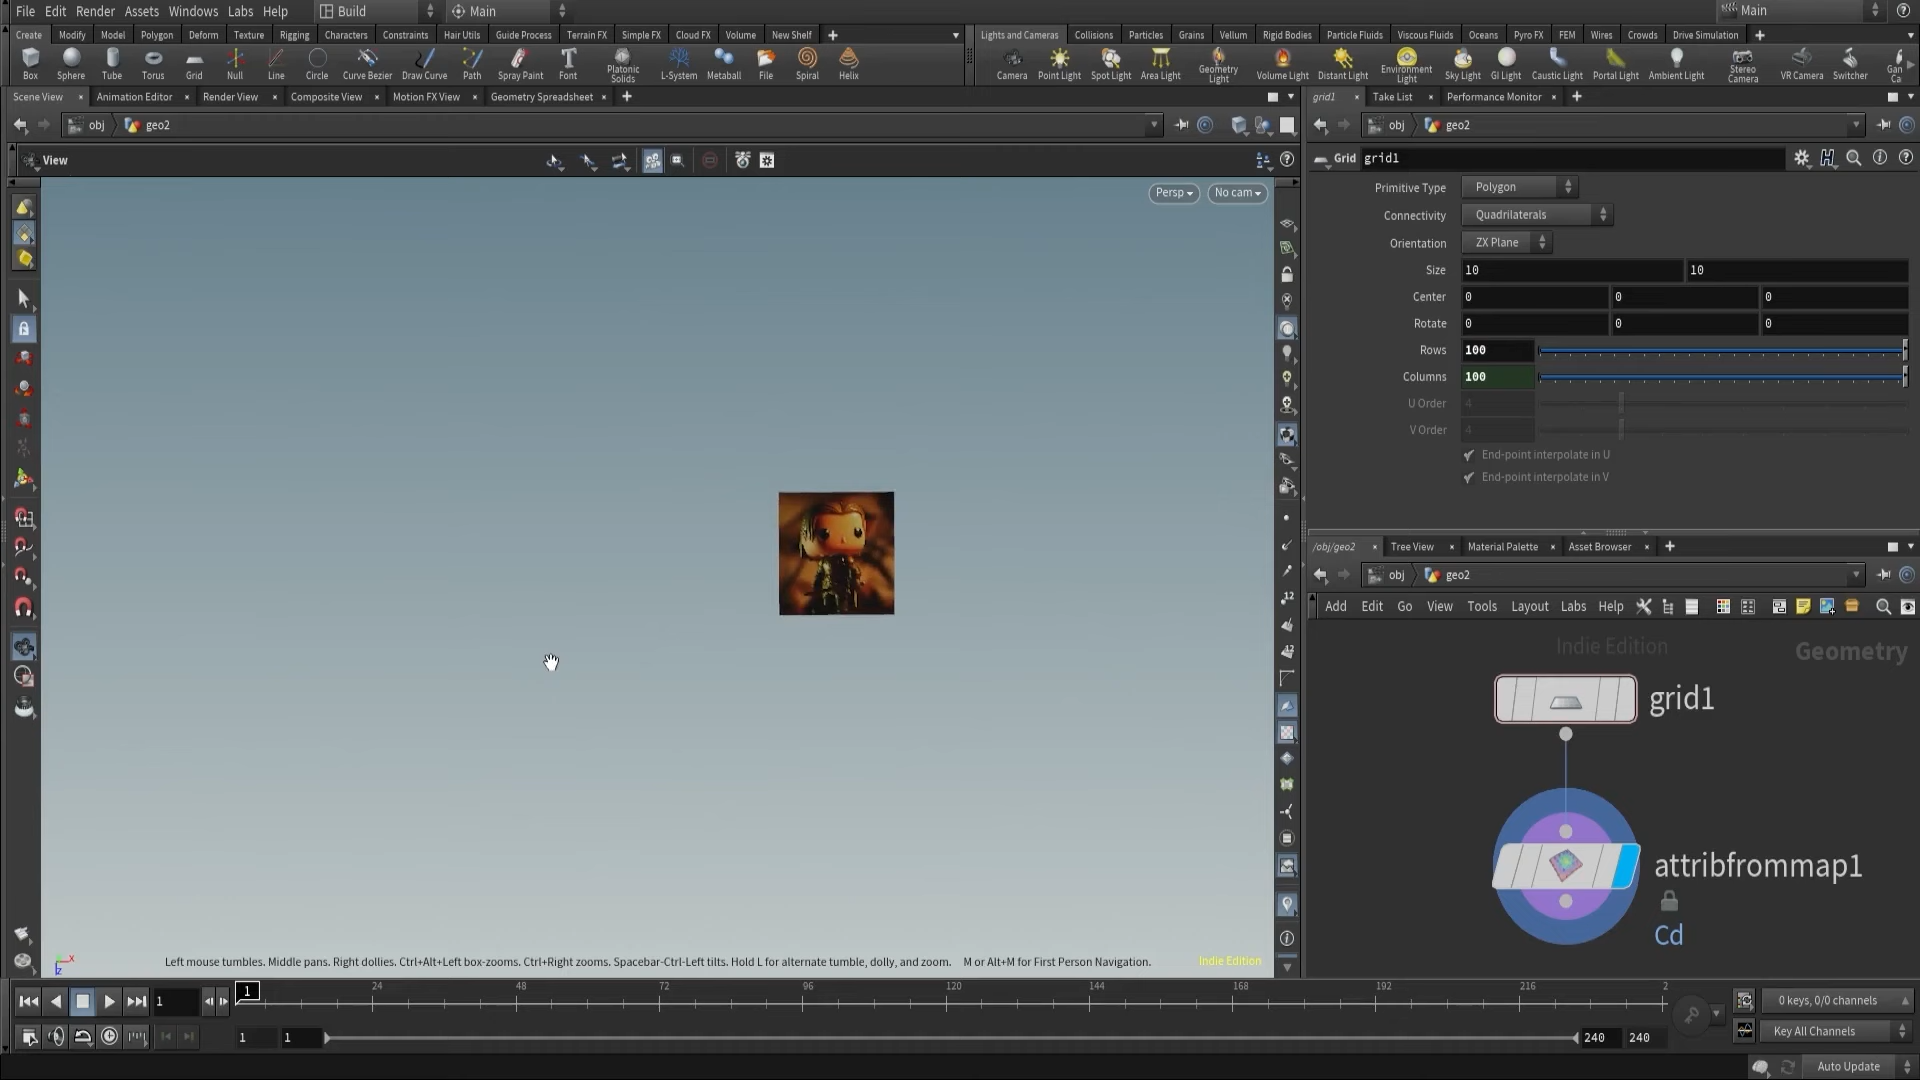 File Edit Render Assets Windows Labs Help Build Main Main
Create Modify Model Polygon Deform Texture Rigging Characters Constraints Hair Utils Guide Process Terrain FX Simple FX Cloud FX Volume New Shelf
Lights and Cameras Collisions Particles Grains Vellum Rigid Bodies Particle Fluids Viscous Fluids Oceans Pyro FX FEM Wires Crowds Drive Simulation
Box Sphere Tube Torus Grid Null Line Circle Curve Bezier Draw Curve Path Spray Paint Font Platonic Solids L-System Metaball File Spiral Helix
Camera Point Light Spot Light Area Light Geometry Light Volume Light Distant Light Environment Light Sky Light GI Light Caustic Light Portal Light Ambient Light Stereo Camera VR Camera Switcher Gan Ca
Scene View Animation Editor Render View Composite View Motion FX View Geometry Spreadsheet
grid1 Take List Performance Monitor
obj geo2
obj geo2
View
Grid grid1
Persp No cam
Primitive Type Polygon
Connectivity Quadrilaterals
Orientation ZX Plane
Size 10 10
Center 0 0 0
Rotate 0 0 0
Rows 100
Columns 100
U Order 4
V Order 4
End-point interpolate in U
End-point interpolate in V
/obj/geo2 Tree View Material Palette Asset Browser
obj geo2
Add Edit Go View Tools Layout Labs Help
Indie Edition Geometry
grid1
attribfrommap1
Cd
Left mouse tumbles. Middle pans. Right dollies. Ctrl+Alt+Left box-zooms. Ctrl+Right zooms. Spacebar-Ctrl-Left tilts. Hold L for alternate tumble, dolly, and zoom. M or Alt+M for First Person Navigation.
Indie Edition
1 1 24 48 72 96 120 144 168 192 216 2
0 keys, 0/0 channels
1 1 240 240
Key All Channels
Auto Update